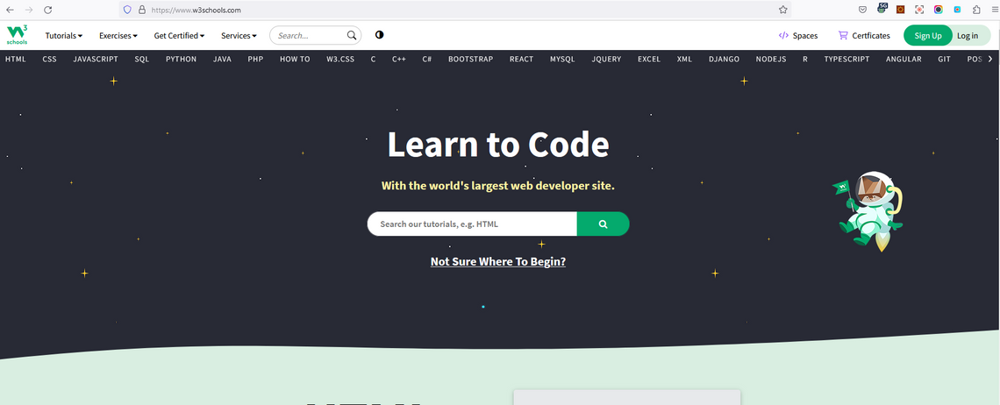 https://www.w3schools.com
SG
W3 schools
Tutorials Exercises Get Certified Services Search... Spaces Certficates Sign Up Log in
HTML CSS JAVASCRIPT SQL PYTHON JAVA PHP HOW TO W3.CSS C C++ C# BOOTSTRAP REACT MYSQL JQUERY EXCEL XML DJANGO NODEJS R TYPESCRIPT ANGULAR GIT POS
Learn to Code
With the world's largest web developer site.
Search our tutorials, e.g. HTML
Not Sure Where To Begin?